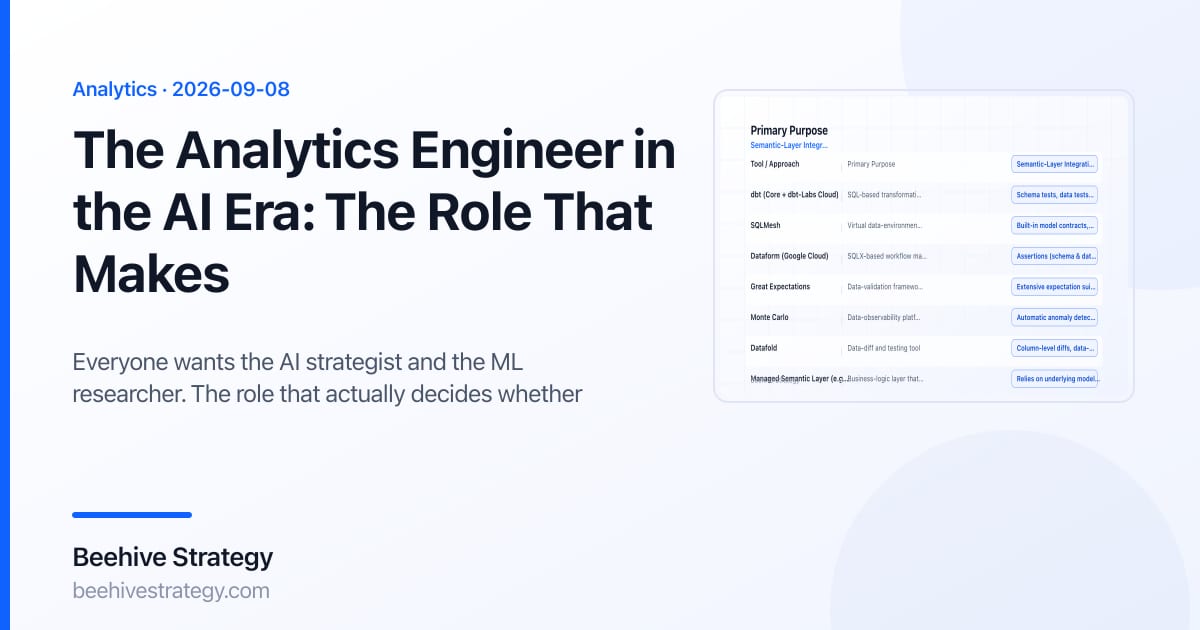 Analytics · 2026-09-08
The Analytics Engineer in
the AI Era: The Role That
Makes
Everyone wants the AI strategist and the ML
researcher. The role that actually decides whether
Beehive Strategy
beehivestrategy.com
Primary Purpose
Semantic-Layer Integr...
Tool / Approach Primary Purpose Semantic-Layer Integrati...
dbt (Core + dbt-Labs Cloud) SQL-based transformati... Schema tests, data tests...
SQLMesh Virtual data-environmen... Built-in model contracts,...
Dataform (Google Cloud) SQLX-based workflow ma... Assertions (schema & dat...
Great Expectations Data-validation framewo... Extensive expectation sui...
Monte Carlo Data-observability platf... Automatic anomaly detec...
Datafold Data-diff and testing tool Column-level diffs, data-...
Managed Semantic Layer (e.g... Business-logic layer that... Relies on underlying model...